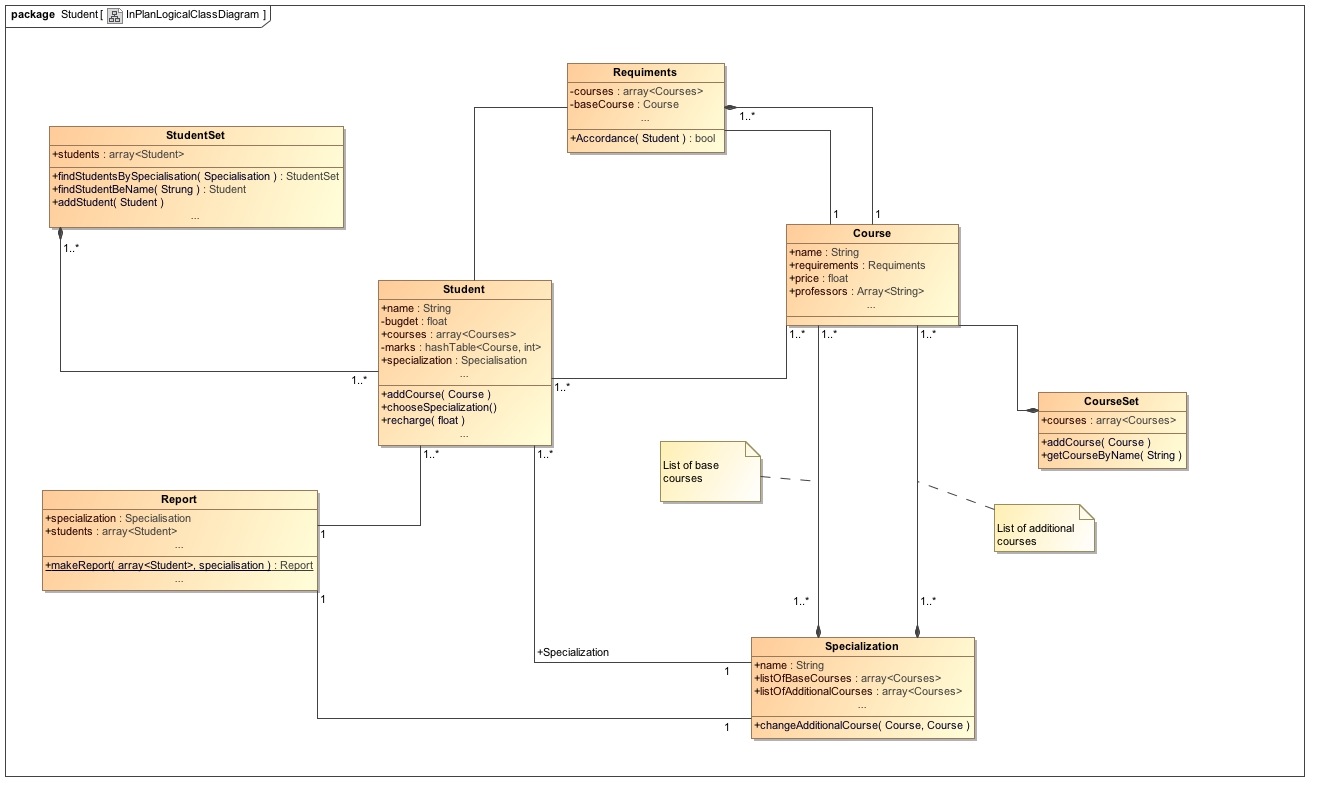 package Student[ InPlanLogicalClassDiagram ]
Requiments
-courses : array<Courses>
-baseCourse : Course
...
+Accordance( Student ) : bool
1..*
StudentSet
+students : array<Student>
+findStudentsBySpecialisation( Specialisation ) : StudentSet
+findStudentBeName( Strung ) : Student
+addStudent( Student )
...
1..*
1
1
Course
+name : String
+requirements : Requiments
+price : float
+professors : Array<String>
...
1..*
1..*
1..*
Student
+name : String
-bugdet : float
+courses : array<Courses>
-marks : hashTable<Course, int>
+specialization : Specialisation
...
+addCourse( Course )
+chooseSpecialization()
+recharge( float )
...
1..*
1..*
1..*
1..*
CourseSet
+courses : array<Courses>
+addCourse( Course )
+getCourseByName( String )
List of base
courses
List of additional
courses
Report
+specialization : Specialisation
+students : array<Student>
...
+makeReport( array<Student>, specialisation ) : Report
...
1
1
1..*
1..*
+Specialization
1
1
Specialization
+name : String
+listOfBaseCourses : array<Courses>
+listOfAdditionalCourses : array<Courses>
...
+changeAdditionalCourse( Course, Course )